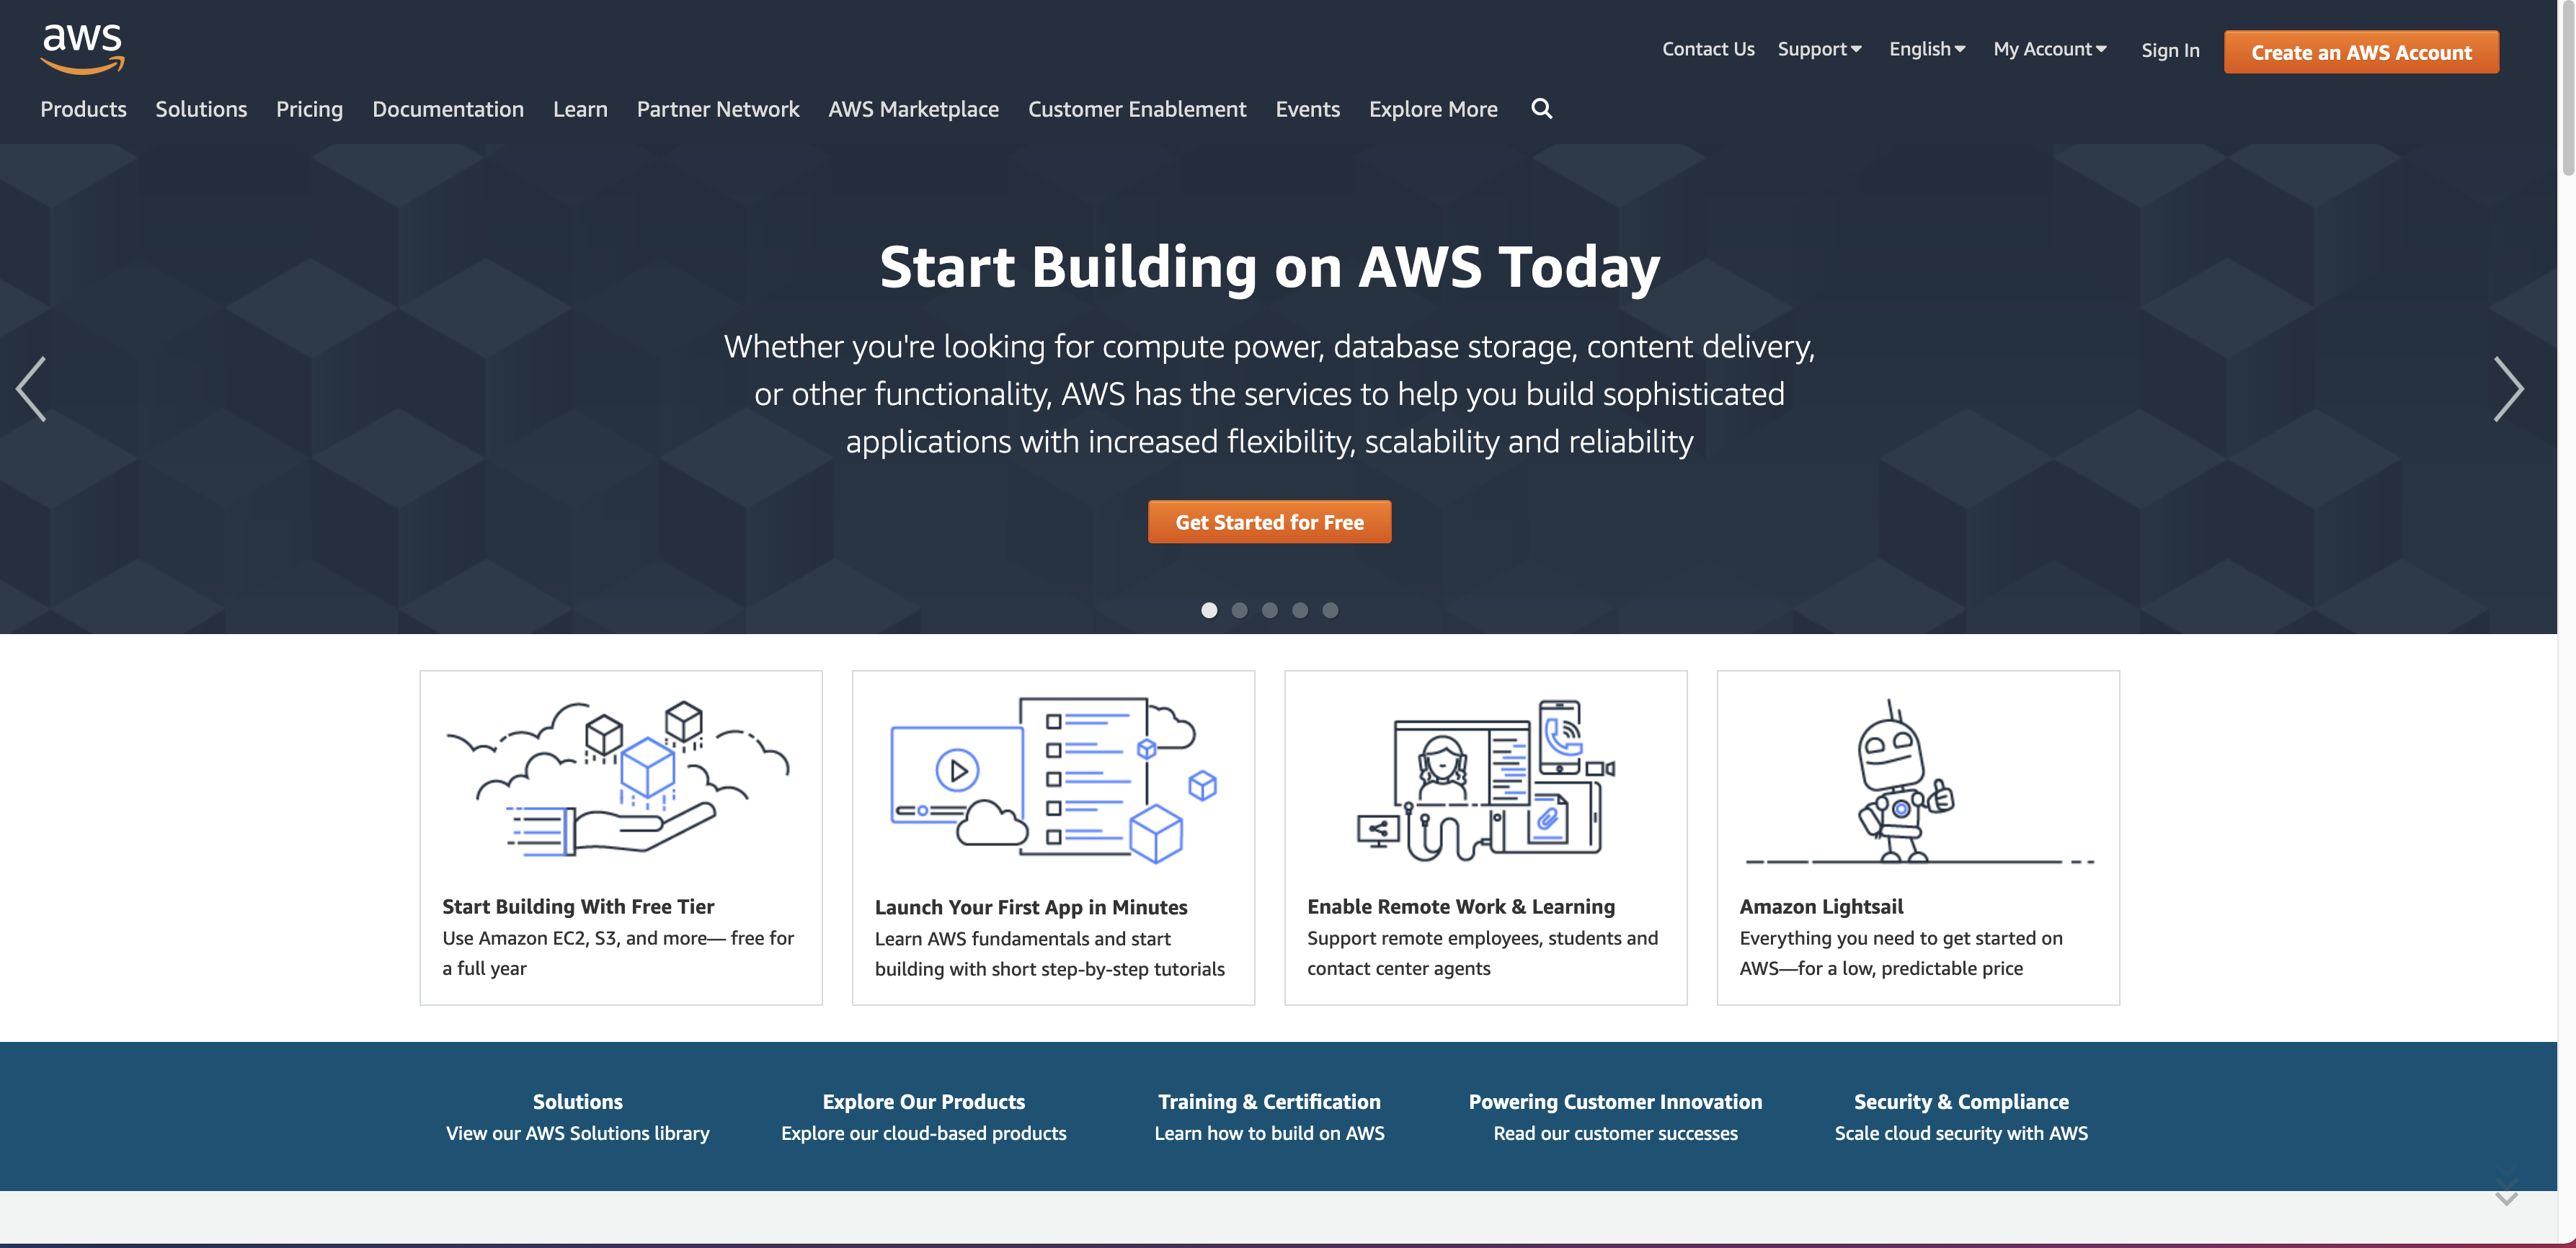 aws
Contact Us Support English My Account Sign In Create an AWS Account
Products Solutions Pricing Documentation Learn Partner Network AWS Marketplace Customer Enablement Events Explore More
Start Building on AWS Today
Whether you're looking for compute power, database storage, content delivery,
or other functionality, AWS has the services to help you build sophisticated
applications with increased flexibility, scalability and reliability
Get Started for Free
Start Building With Free Tier
Use Amazon EC2, S3, and more— free for
a full year
Launch Your First App in Minutes
Learn AWS fundamentals and start
building with short step-by-step tutorials
Enable Remote Work & Learning
Support remote employees, students and
contact center agents
Amazon Lightsail
Everything you need to get started on
AWS—for a low, predictable price
Solutions
View our AWS Solutions library
Explore Our Products
Explore our cloud-based products
Training & Certification
Learn how to build on AWS
Powering Customer Innovation
Read our customer successes
Security & Compliance
Scale cloud security with AWS